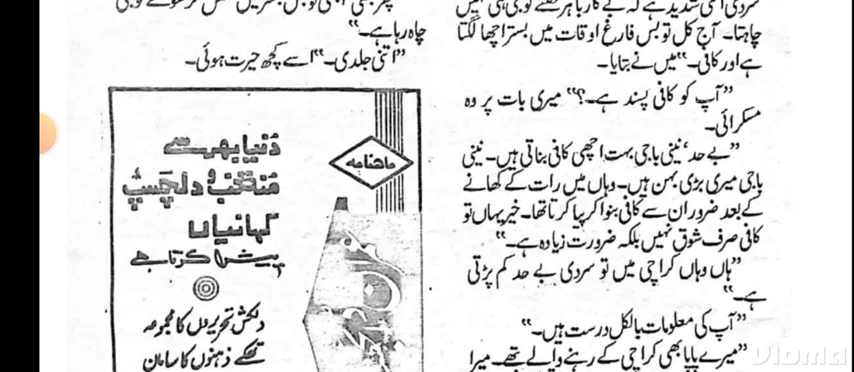 چاہتا۔ آج کل تو بس فارغ اوقات میں بستر اچھا لگتا
ہے اور کافی۔“ میں نے بتایا۔
”آپ کو کافی پسند ہے۔؟“ میری بات پر وہ
مسکرائی۔
”بے حد‘ نینی باجی بہت اچھی کافی بناتی ہیں۔ نینی
باجی میری بڑی بہن ہیں۔ وہاں میں رات کے کھانے
کے بعد ضرور ان سے کافی بنوا کر پیا کرتا تھا۔ خیر یہاں تو
کافی صرف شوق نہیں بلکہ ضرورت زیادہ ہے۔“
”ہاں وہاں کراچی میں تو سردی بے حد کم پڑتی
ہے۔“
”آپ کی معلومات بالکل درست ہیں۔“
”میرے پاپا بھی کراچی کے رہنے والے تھے۔ میرا
چاہ رہا ہے۔“
”اتنی جلدی۔“ اسے کچھ حیرت ہوئی۔
ماہنامہ
دنیا بھر سے
منتخب و دلچسپ
کہانیاں
پیش کرتا ہے
دلکش تحریروں کا مجموعہ
تھکے ذہنوں کا سامان
Vidma